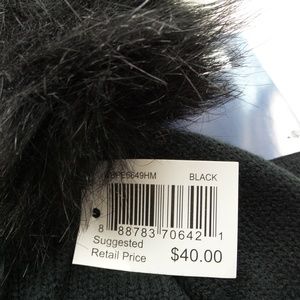 BLACK
8 88783 70642 1
Suggested
Retail Price $40.00